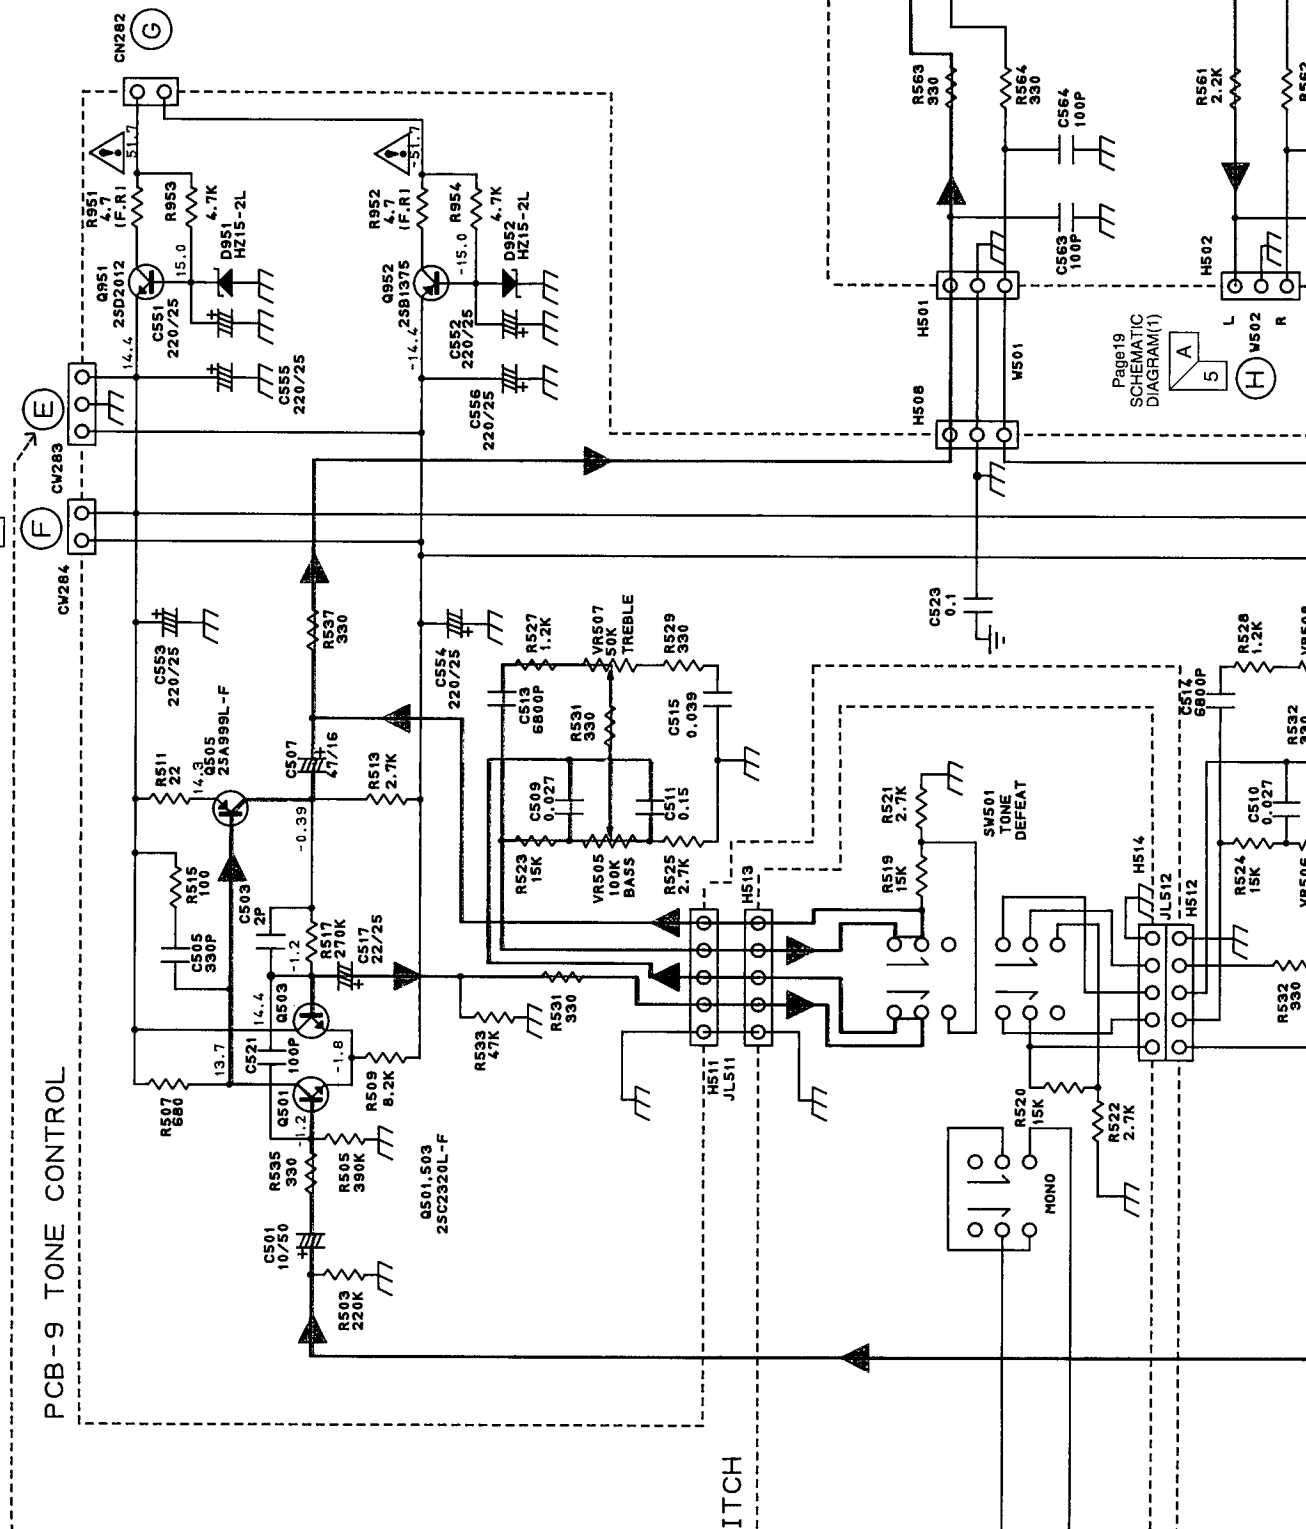 CN282
G
51.7
R951
4.7
(F.R)
R953
4.7K
Q951
2SD2012
15.0
D951
HZ15-2L
C551
220/25
14.4
C555
220/25
-51.7
R952
4.7
(F.R)
R954
4.7K
Q952
2SB1375
-15.0
D952
HZ15-2L
C552
220/25
-14.4
C556
220/25
E
CW283
F
CW284
R563
330
R564
330
C564
100P
C563
100P
R561
2.2K
H501
H508
W501
H502
L
R
W502
Page19
SCHEMATIC
DIAGRAM(1)
A
5
H
C553
220/25
R537
330
C554
220/25
R511
22
Q505
2SA999L-F
14.3
C507
47/16
R513
2.7K
-0.39
R515
100
C503
2P
C505
330P
R517
270K
C517
22/25
-1.2
Q503
14.4
C521
100P
13.7
-1.8
R507
680
Q501
R509
8.2K
-1.2
R535
330
R505
390K
Q501,503
2SC2320L-F
C501
10/50
R503
220K
R527
1.2K
VR507
50K
TREBLE
R529
330
C513
6800P
R531
330
C515
0.039
C509
0.027
C511
0.15
R523
15K
VR505
100K
BASS
R525
2.7K
R533
47K
R531
330
H511
JL511
H513
C523
0.1
R521
2.7K
R519
15K
SW501
TONE
DEFEAT
H514
JL512
H512
C514
6800P
R528
1.2K
C510
0.027
R524
15K
R532
330
R520
15K
R522
2.7K
MONO
PCB-9 TONE CONTROL
ITCH